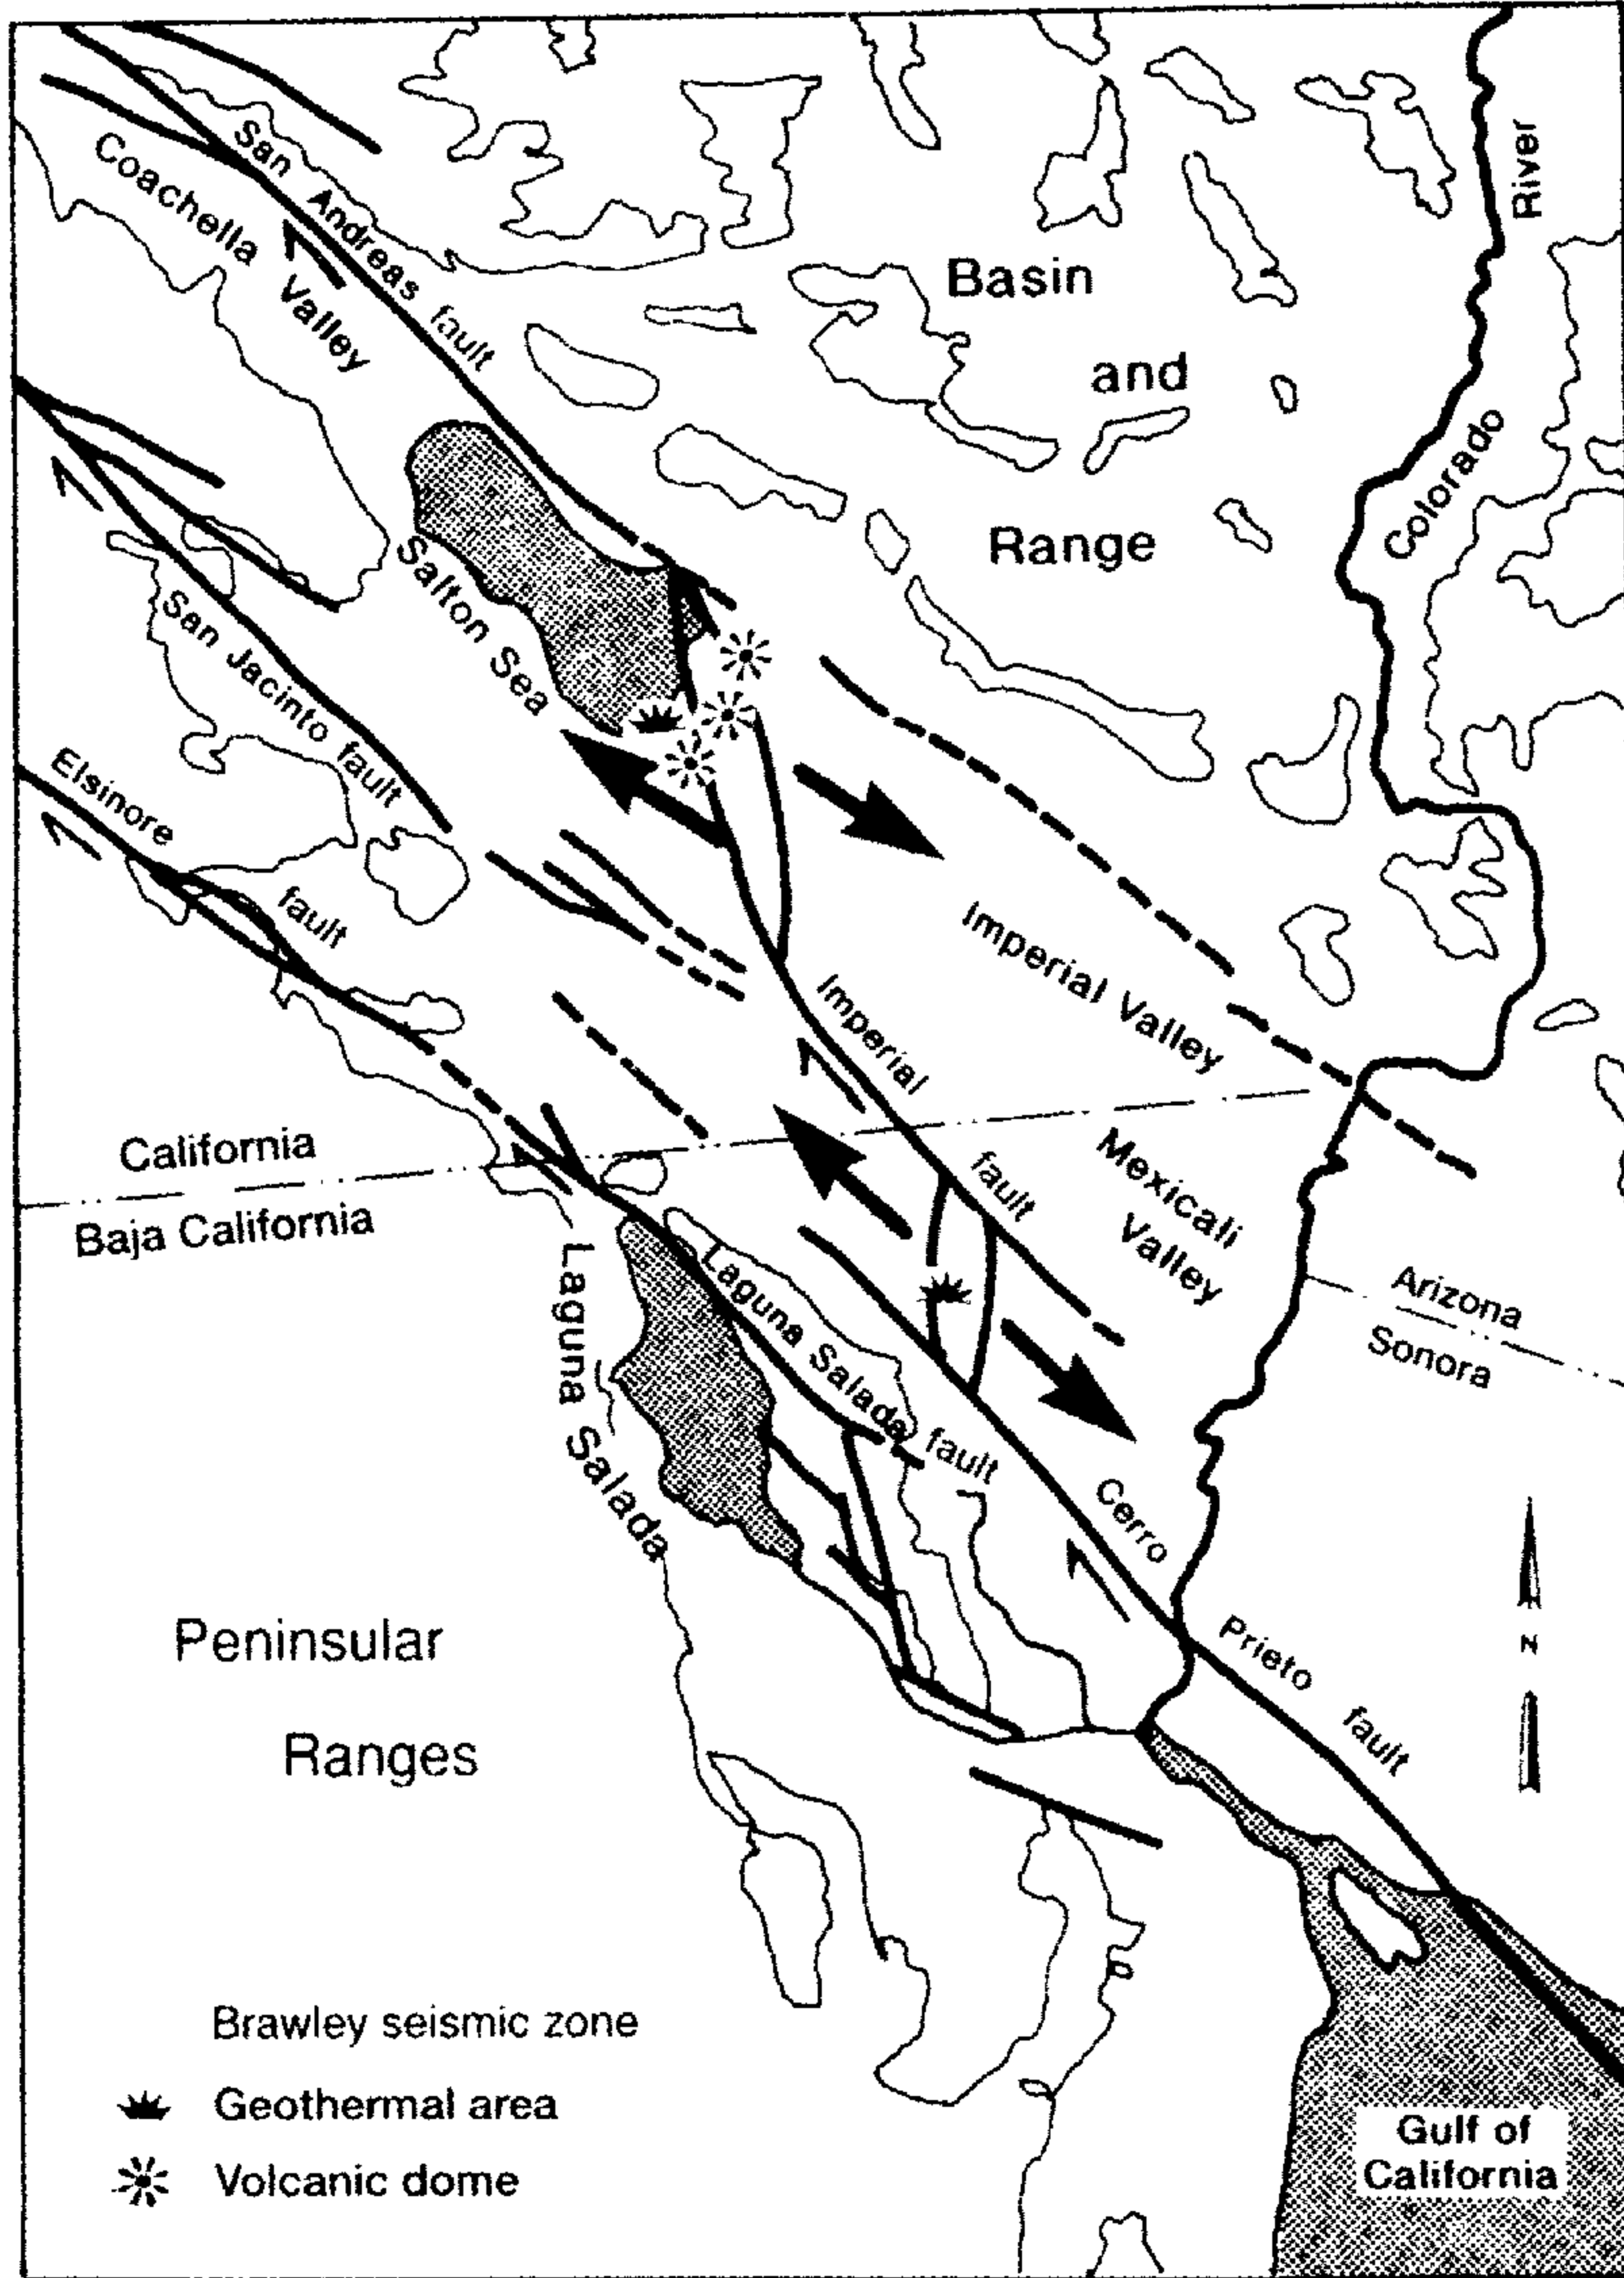 River
San Andreas fault
Coachella Valley
Basin
and
Range
Colorado
Salton Sea
San Jacinto fault
Elsinore fault
Imperial Valley
Imperial fault
California
Baja California
Mexicali
Valley
Arizona
Sonora
Laguna Salada
Laguna Salada fault
Cerro Prieto fault
N
Peninsular
Ranges
Brawley seismic zone
Geothermal area
Volcanic dome
Gulf of
California